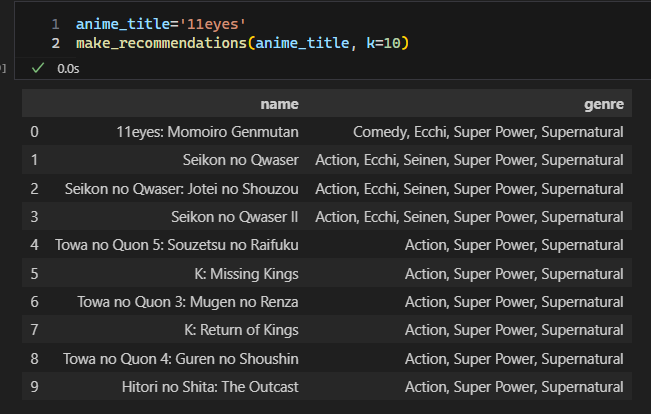 1 anime_title='11eyes'
2 make_recommendations(anime_title, k=10)
] 0.0s
name genre
0 11eyes: Momoiro Genmutan Comedy, Ecchi, Super Power, Supernatural
1 Seikon no Qwaser Action, Ecchi, Seinen, Super Power, Supernatural
2 Seikon no Qwaser: Jotei no Shouzou Action, Ecchi, Seinen, Super Power, Supernatural
3 Seikon no Qwaser II Action, Ecchi, Seinen, Super Power, Supernatural
4 Towa no Quon 5: Souzetsu no Raifuku Action, Super Power, Supernatural
5 K: Missing Kings Action, Super Power, Supernatural
6 Towa no Quon 3: Mugen no Renza Action, Super Power, Supernatural
7 K: Return of Kings Action, Super Power, Supernatural
8 Towa no Quon 4: Guren no Shoushin Action, Super Power, Supernatural
9 Hitori no Shita: The Outcast Action, Super Power, Supernatural